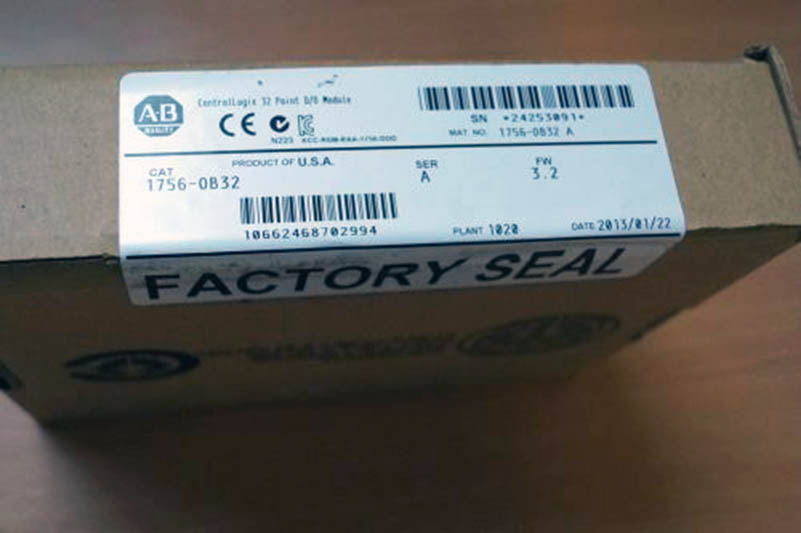 A-B
QUALITY
ControlLogix 32 Point D/O Module
N223
SN *24253091*
MAT NO. 1756-OB32 A
PRODUCT OF U.S.A.
CAT
1756-OB32
SER
A
FW
3.2
10662468702994
PLANT 1020
DATE 2013/01/22
FACTORY SEAL